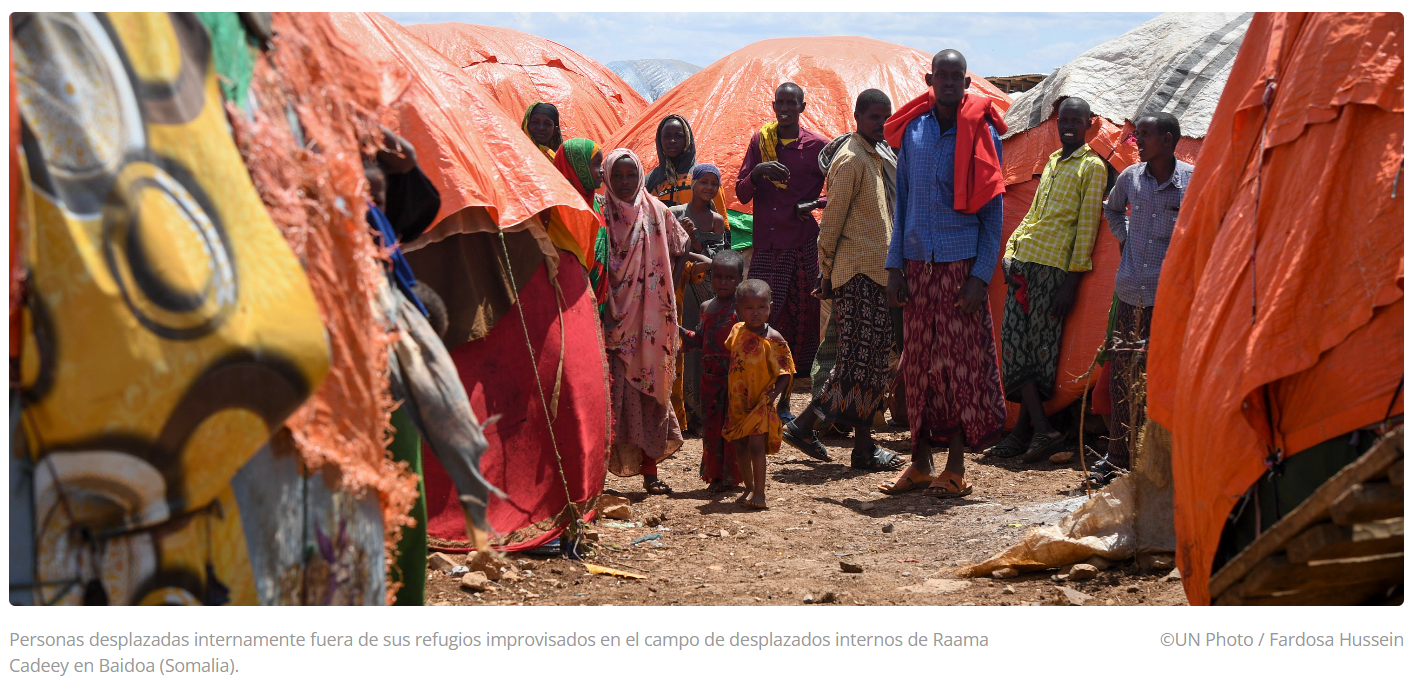 Personas desplazadas internamente fuera de sus refugios improvisados en el campo de desplazados internos de Raama
Cadeey en Baidoa (Somalia).
©UN Photo / Fardosa Hussein